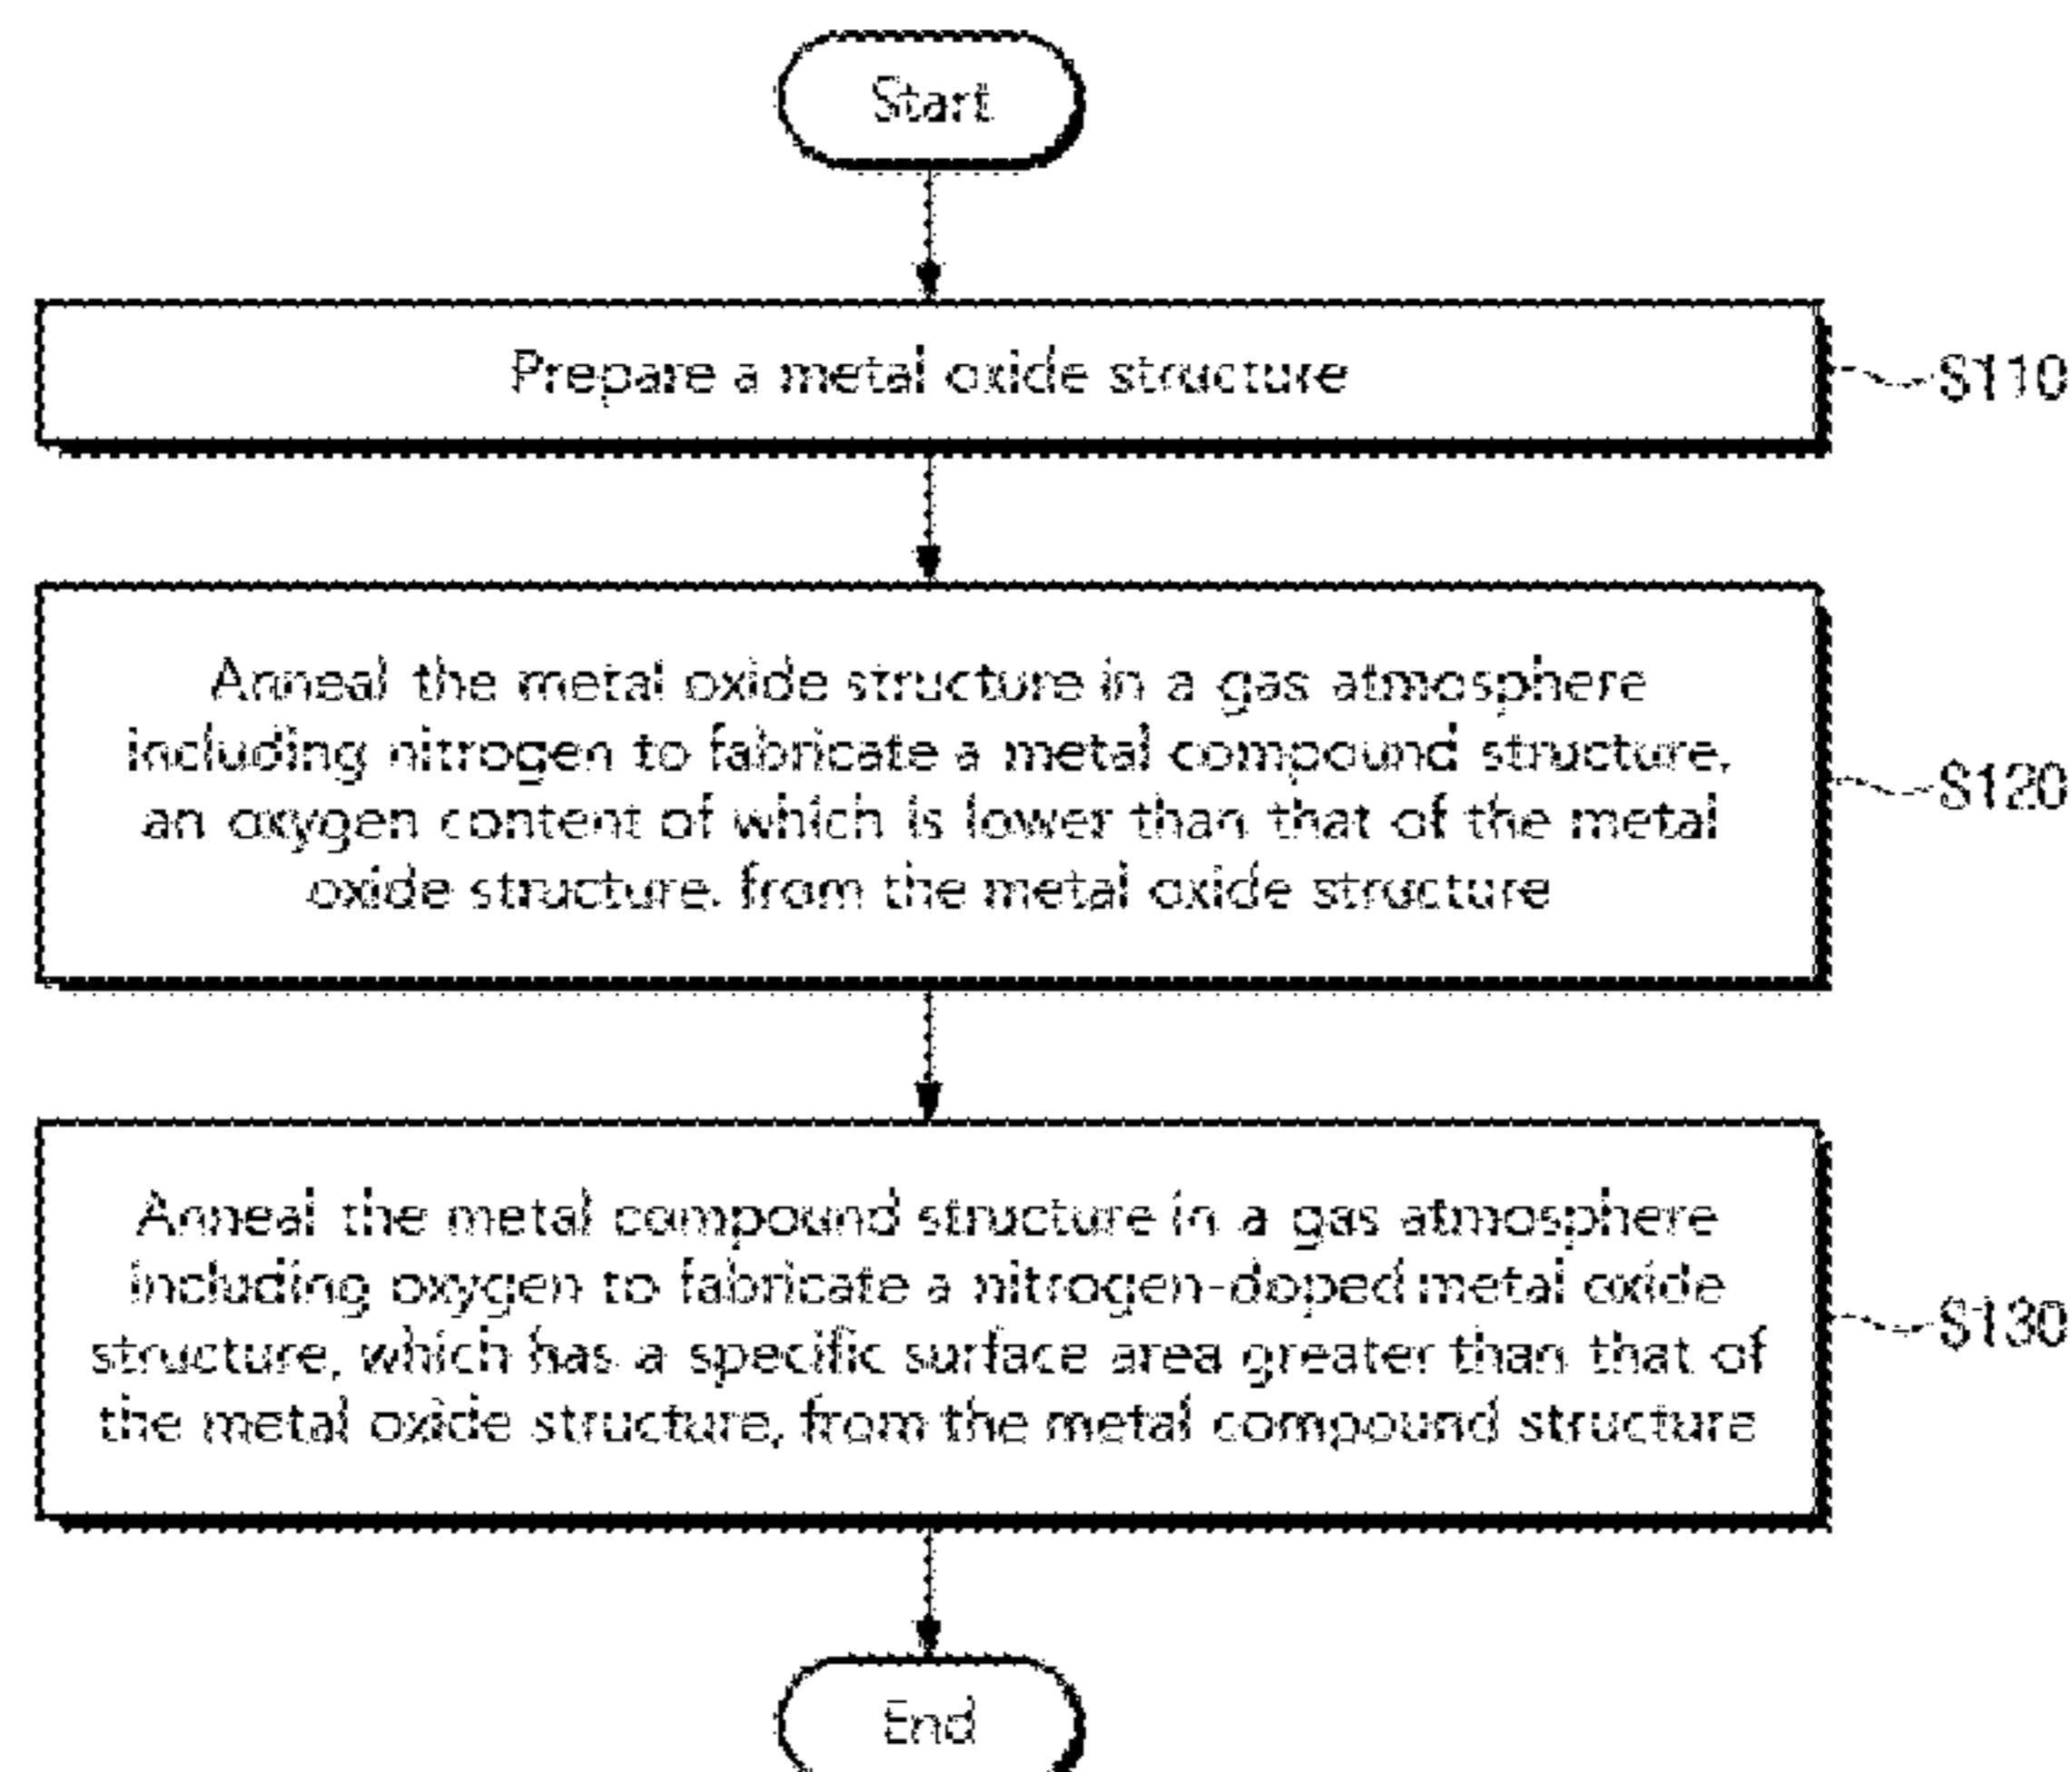 Start
Prepare a metal oxide structure
S110
Anneal the metal oxide structure in a gas atmosphere
including nitrogen to fabricate a metal compound structure,
an oxygen content of which is lower than that of the metal
oxide structure, from the metal oxide structure
S120
Anneal the metal compound structure in a gas atmosphere
including oxygen to fabricate a nitrogen-doped metal oxide
structure, which has a specific surface area greater than that of
the metal oxide structure, from the metal compound structure
S130
End